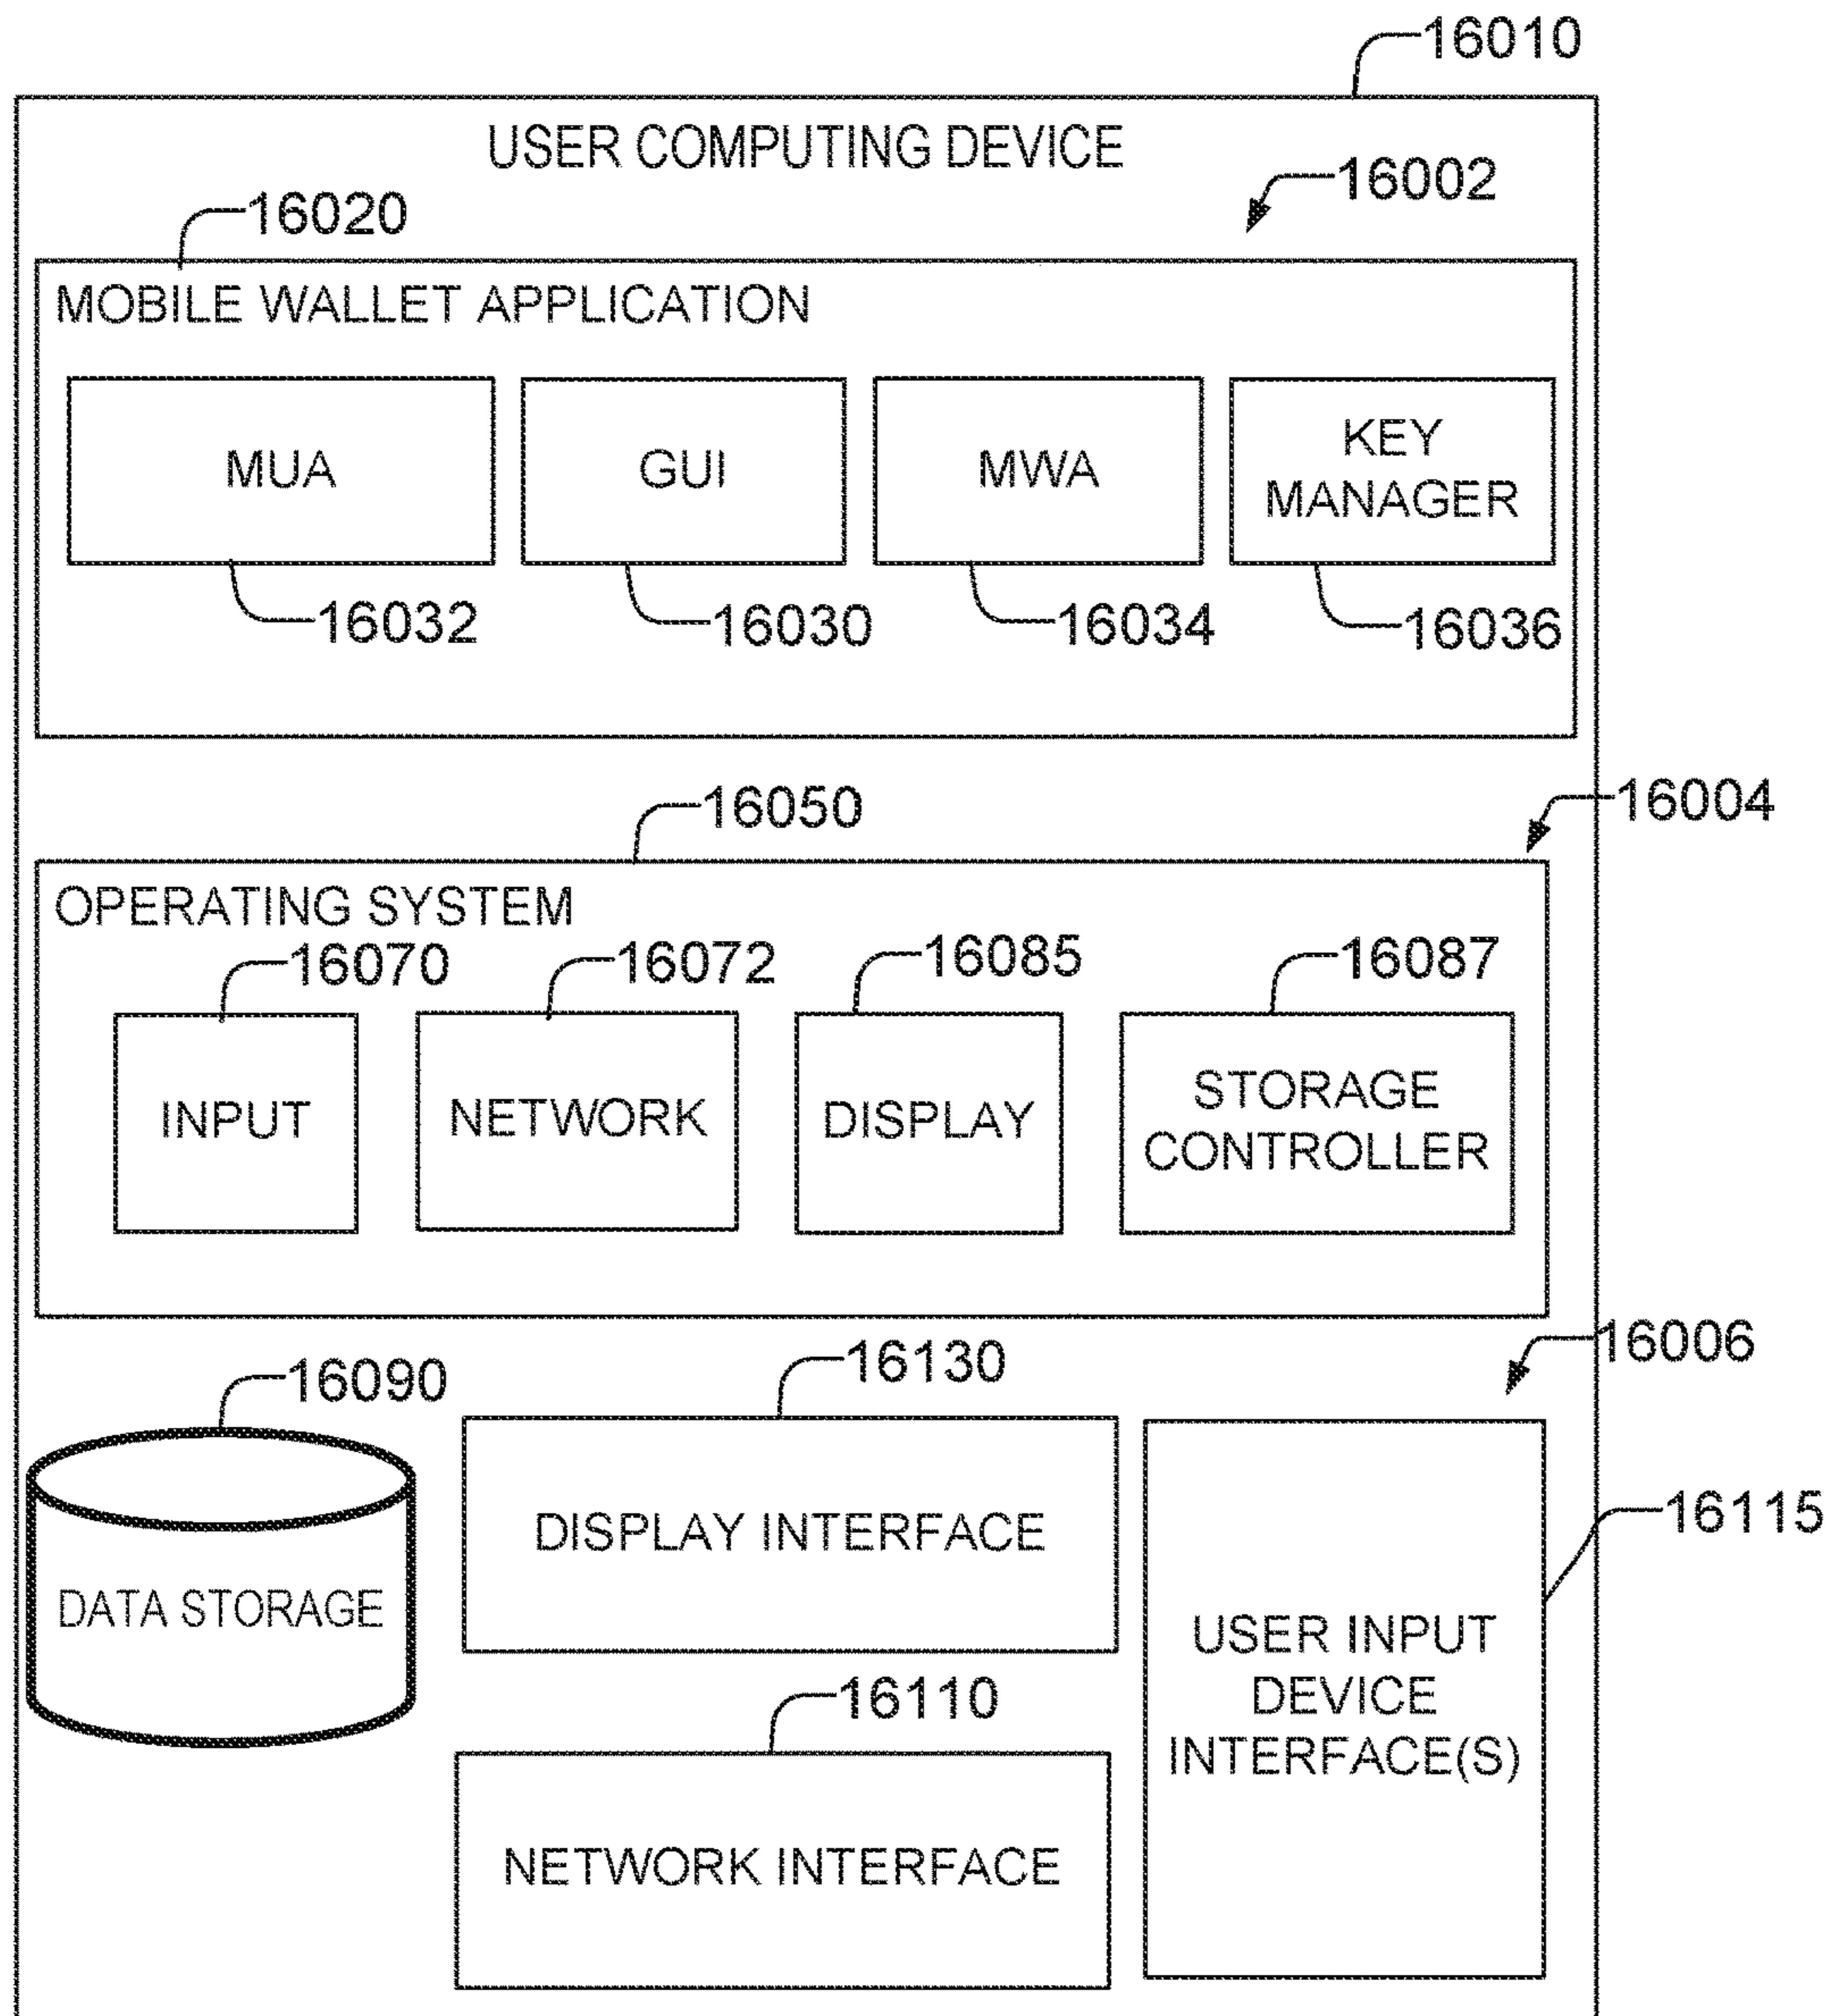 16010
USER COMPUTING DEVICE
16002
16020
MOBILE WALLET APPLICATION
MUA
GUI
MWA
KEY
MANAGER
16032
16030
16034
16036
16050
16004
OPERATING SYSTEM
16070
16072
16085
16087
INPUT
NETWORK
DISPLAY
STORAGE
CONTROLLER
16006
16090
16130
DISPLAY INTERFACE
16115
DATA STORAGE
USER INPUT
DEVICE
INTERFACE(S)
16110
NETWORK INTERFACE